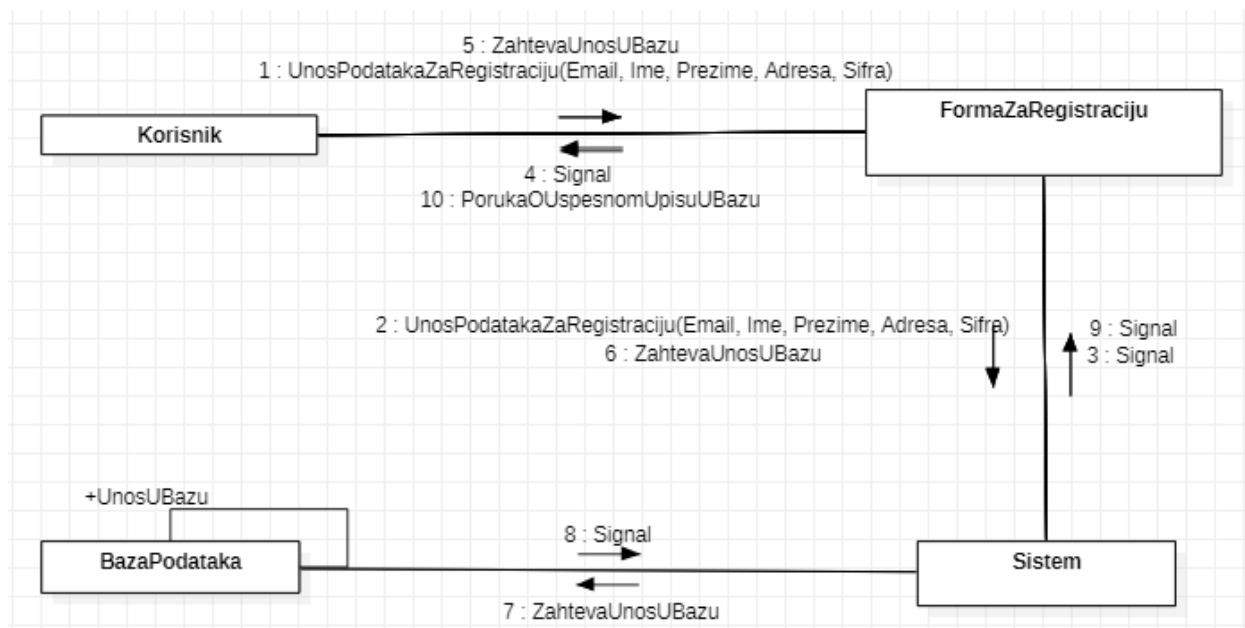 5 : ZahtevaUnosUBazu
1 : UnosPodatakaZaRegistraciju(Email, Ime, Prezime, Adresa, Sifra)
FormaZaRegistraciju
Korisnik
4 : Signal
10 : PorukaOUspesnomUpisuUBazu
2 : UnosPodatakaZaRegistraciju(Email, Ime, Prezime, Adresa, Sifra)
6 : ZahtevaUnosUBazu
9 : Signal
3 : Signal
+UnosUBazu
BazaPodataka
8 : Signal
Sistem
7 : ZahtevaUnosUBazu